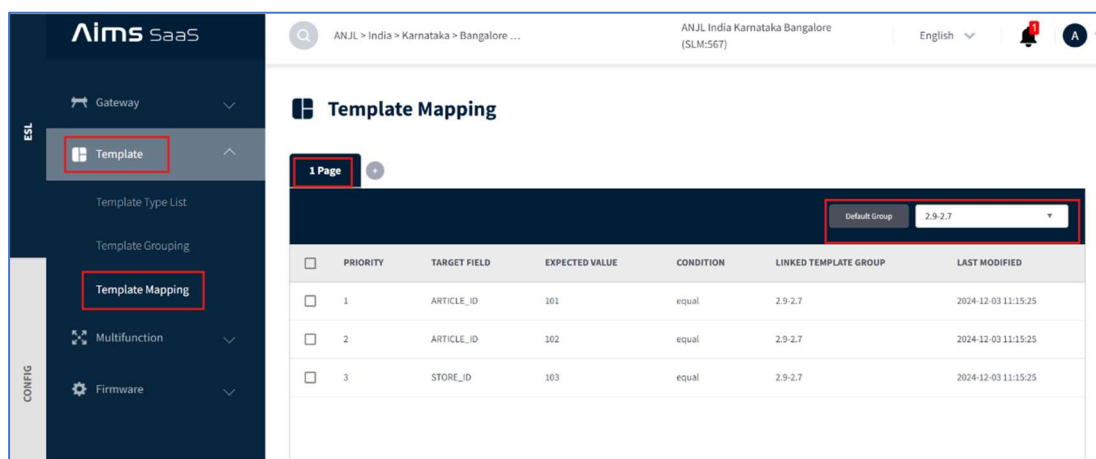 Aims SaaS
ANJL > India > Karnataka > Bangalore ...
ANJL India Karnataka Bangalore
(SLM:567)
English
1
A
ESL
CONFIG
Gateway
Template
Template Type List
Template Grouping
Template Mapping
Multifunction
Firmware
Template Mapping
1 Page
+
Default Group 2.9-2.7
PRIORITY TARGET FIELD EXPECTED VALUE CONDITION LINKED TEMPLATE GROUP LAST MODIFIED
1 ARTICLE_ID 101 equal 2.9-2.7 2024-12-03 11:15:25
2 ARTICLE_ID 102 equal 2.9-2.7 2024-12-03 11:15:25
3 STORE_ID 103 equal 2.9-2.7 2024-12-03 11:15:25